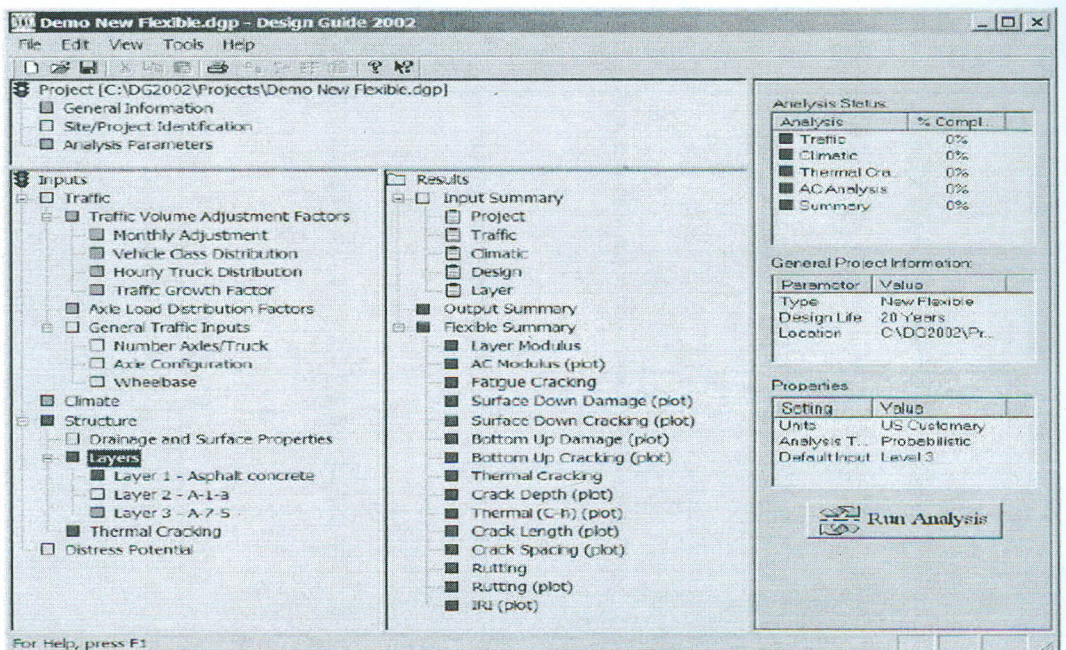 Demo New Flexible.dgp - Design Guide 2002
File Edit View Tools Help
Project [C:\DG2002\Projects\Demo New Flexible.dgp]
General Information
Site/Project Identification
Analysis Parameters
Inputs
Traffic
Traffic Volume Adjustment Factors
Monthly Adjustment
Vehicle Class Distribution
Hourly Truck Distribution
Traffic Growth Factor
Axle Load Distribution Factors
General Traffic Inputs
Number Axles/Truck
Axle Configuration
Wheelbase
Climate
Structure
Drainage and Surface Properties
Layers
Layer 1 - Asphalt concrete
Layer 2 - A-1-a
Layer 3 - A-7-5
Thermal Cracking
Distress Potential
Results
Input Summary
Project
Traffic
Climatic
Design
Layer
Output Summary
Flexible Summary
Layer Modulus
AC Modulus (plot)
Fatigue Cracking
Surface Down Damage (plot)
Surface Down Cracking (plot)
Bottom Up Damage (plot)
Bottom Up Cracking (plot)
Thermal Cracking
Crack Depth (plot)
Thermal (C-h) (plot)
Crack Length (plot)
Crack Spacing (plot)
Rutting
Rutting (plot)
IRI (plot)
Analysis Status:
Analysis % Compl...
Traffic 0%
Climatic 0%
Thermal Cra... 0%
AC Analysis 0%
Summary 0%
General Project Information:
Parameter Value
Type New Flexible
Design Life 20 Years
Location C:\DG2002\Pr...
Properties
Setting Value
Units US Customary
Analysis T... Probabilistic
Default Input Level 3
Run Analysis
For Help, press F1